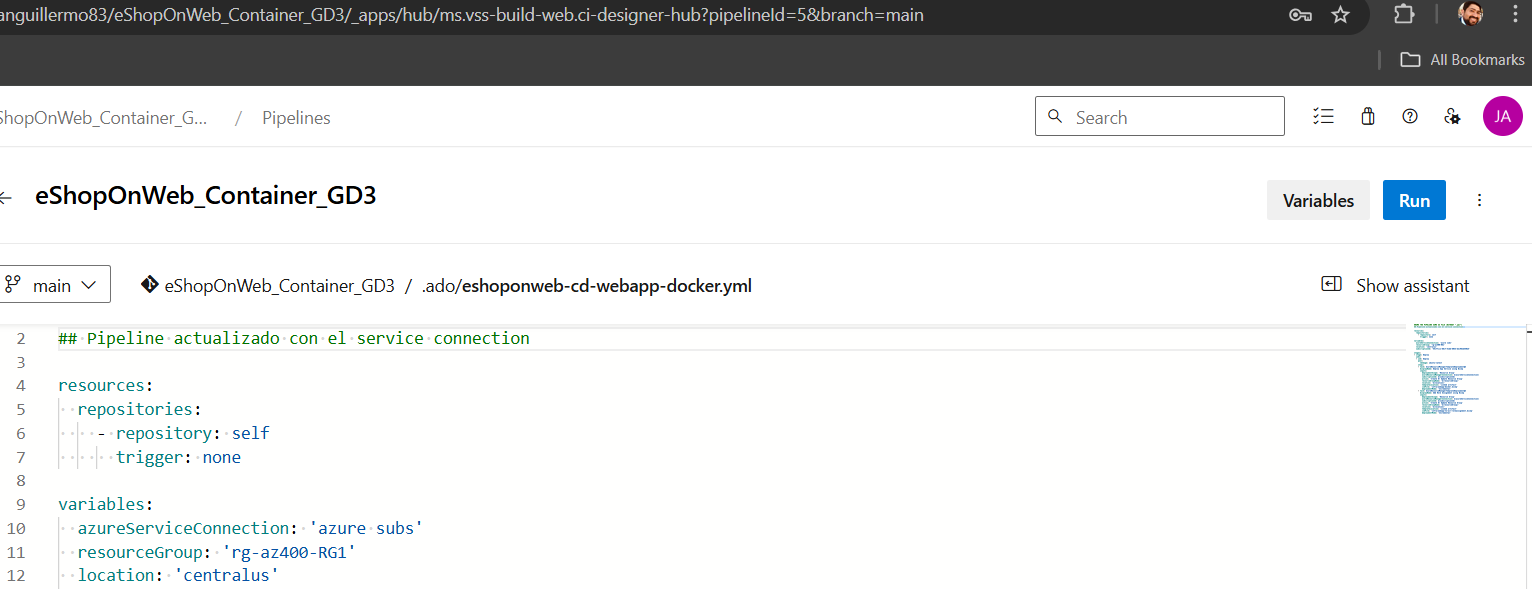 anguillermo83/eShopOnWeb_Container_GD3/_apps/hub/ms.vss-build-web.ci-designer-hub?pipelineId=5&branch=main
All Bookmarks
ShopOnWeb_Container_G... / Pipelines
Search
JA
eShopOnWeb_Container_GD3
Variables
Run
main
eShopOnWeb_Container_GD3 / .ado/eshoponweb-cd-webapp-docker.yml
Show assistant
2 ## Pipeline actualizado con el service connection
3
4 resources:
5 repositories:
6 - repository: self
7 trigger: none
8
9 variables:
10 azureServiceConnection: 'azure subs'
11 resourceGroup: 'rg-az400-RG1'
12 location: 'centralus'